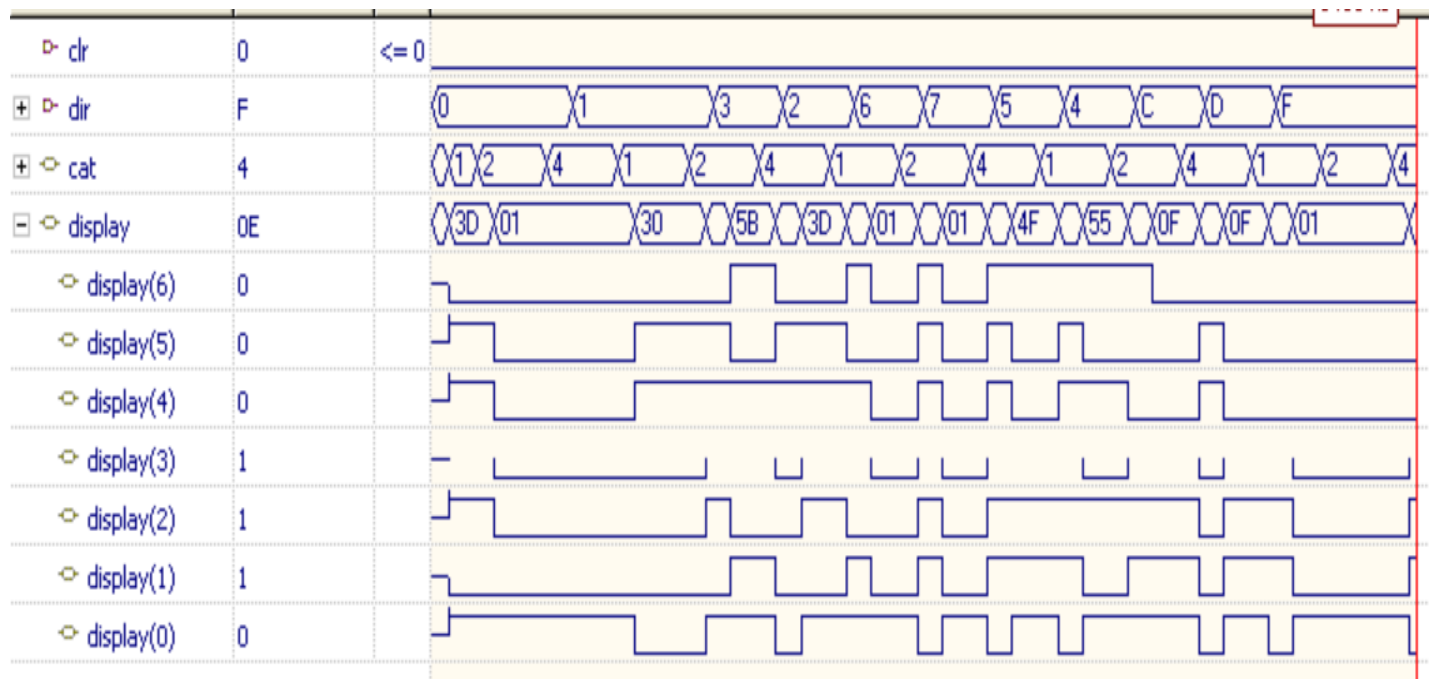 clr 0 <= 0
dir F 0 1 3 2 6 7 5 4 C D F
cat 4 1 2 4 1 2 4 1 2 4 1 2 4 1 2 4
display 0E 3D 01 30 5B 3D 01 01 4F 55 0F 0F 01
display(6) 0
display(5) 0
display(4) 0
display(3) 1
display(2) 1
display(1) 1
display(0) 0